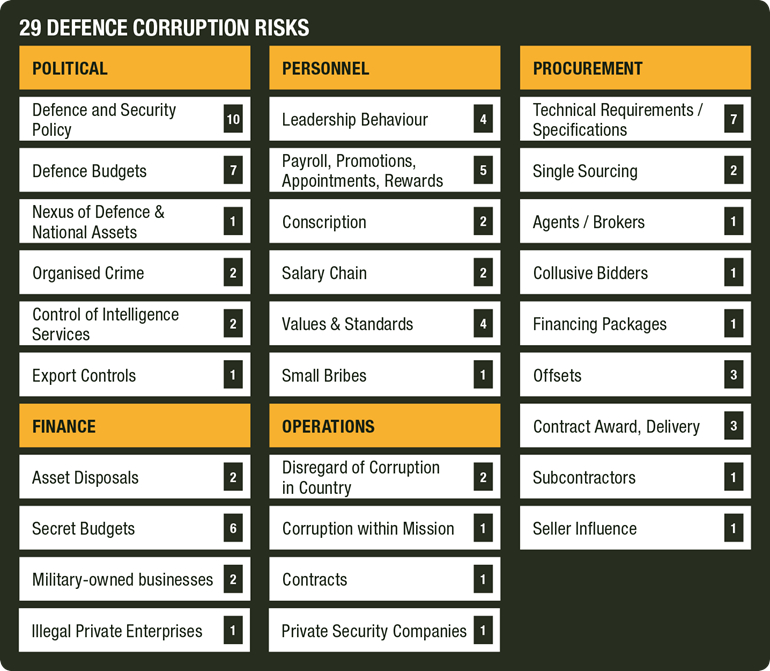 29 DEFENCE CORRUPTION RISKS
POLITICAL
Defence and Security
Policy
10
Defence Budgets
7
Nexus of Defence &
National Assets
1
Organised Crime
2
Control of Intelligence
Services
2
Export Controls
1
FINANCE
Asset Disposals
2
Secret Budgets
6
Military-owned businesses
2
Illegal Private Enterprises
1
PERSONNEL
Leadership Behaviour
4
Payroll, Promotions,
Appointments, Rewards
5
Conscription
2
Salary Chain
2
Values & Standards
4
Small Bribes
1
OPERATIONS
Disregard of Corruption
in Country
2
Corruption within Mission
1
Contracts
1
Private Security Companies
1
PROCUREMENT
Technical Requirements /
Specifications
7
Single Sourcing
2
Agents / Brokers
1
Collusive Bidders
1
Financing Packages
1
Offsets
3
Contract Award, Delivery
3
Subcontractors
1
Seller Influence
1